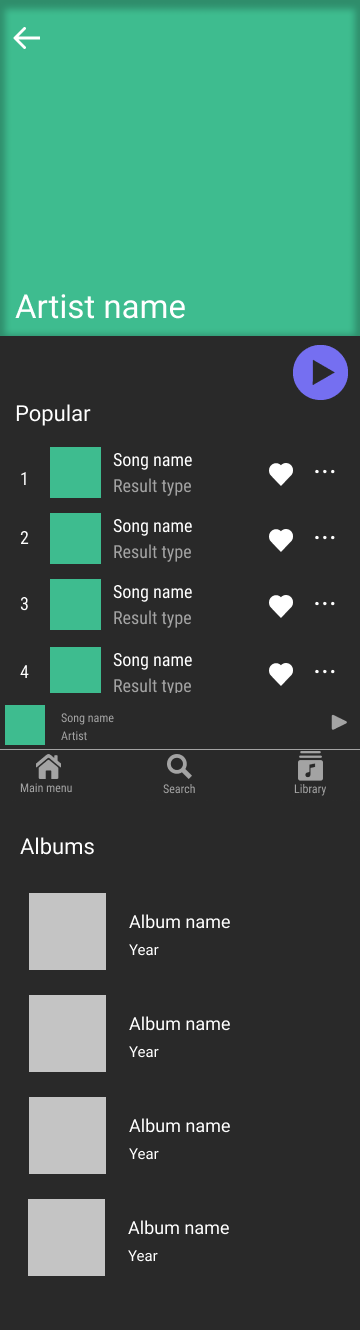 Artist name
Popular
1
Song name
Result type
2
Song name
Result type
3
Song name
Result type
4
Song name
Result type
Song name
Artist
Main menu
Search
Library
Albums
Album name
Year
Album name
Year
Album name
Year
Album name
Year